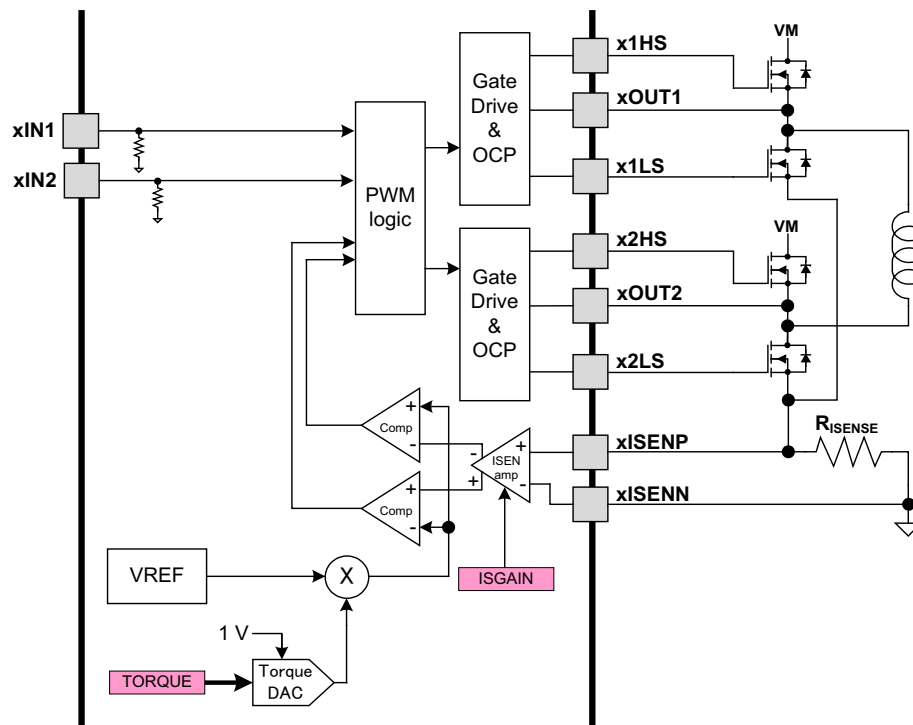 x1HS
VM
Gate
Drive
&
OCP
xOUT1
xIN1
x1LS
xIN2
PWM
logic
x2HS
VM
Gate
Drive
&
OCP
xOUT2
x2LS
+
Comp
-
-
+
ISEN
amp
+
-
xISENP
RISENSE
+
Comp
-
xISENN
VREF
X
ISGAIN
1 V
TORQUE
Torque
DAC